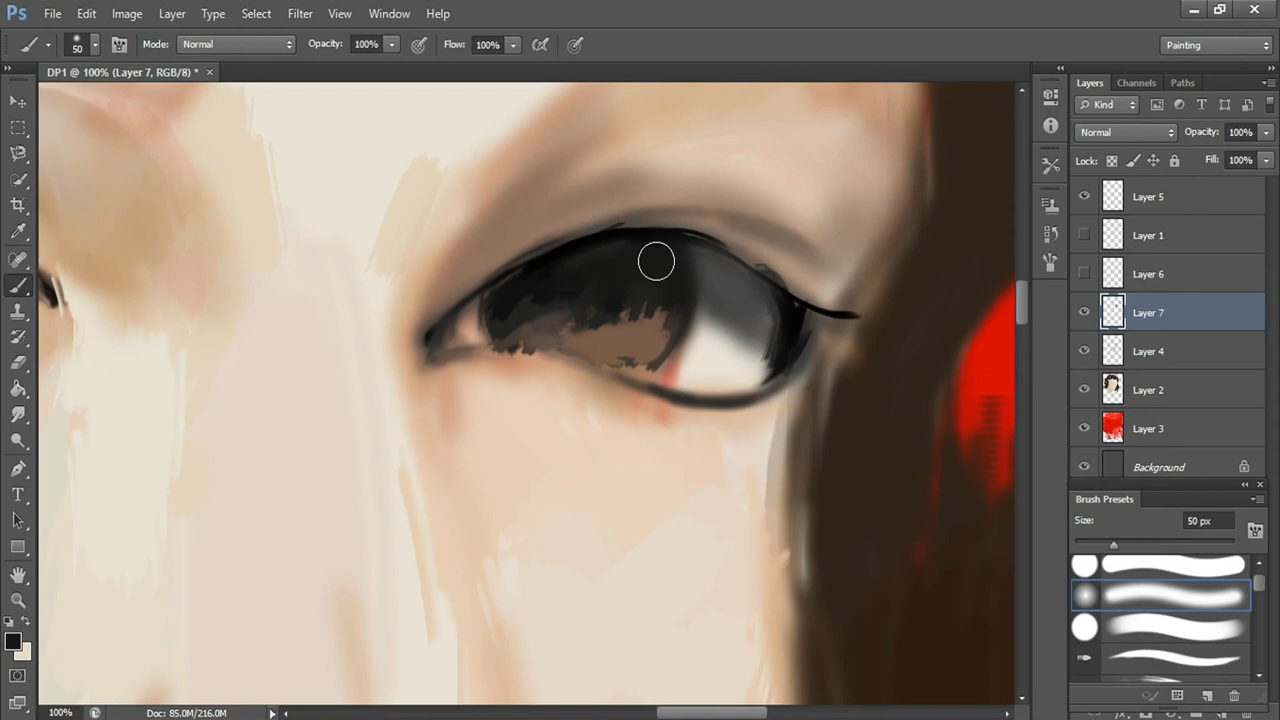 Ps File Edit Image Layer Type Select Filter View Window Help
50 Mode: Normal Opacity: 100% Flow: 100% Painting
DP1 @ 100% (Layer 7, RGB/8) * ×
Layers Channels Paths
Kind
Normal Opacity: 100%
Lock: Fill: 100%
Layer 5
Layer 1
Layer 6
Layer 7
Layer 4
Layer 2
Layer 3
Background
Brush Presets
Size: 50 px
100% Doc: 85.0M/216.0M